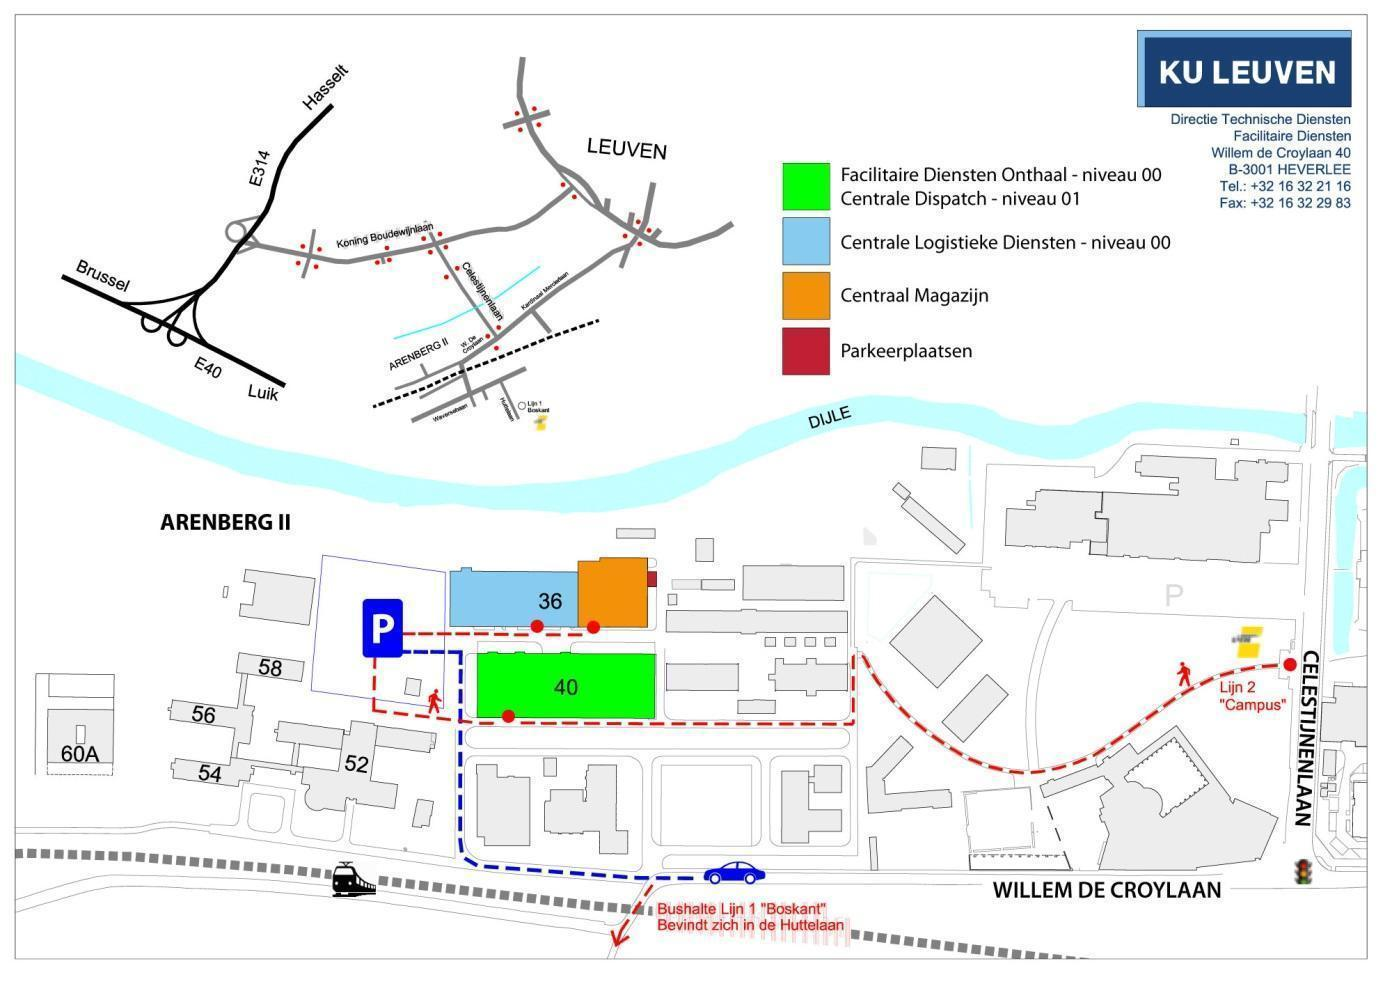 KU LEUVEN
Directie Technische Diensten
Facilitaire Diensten
Willem de Croylaan 40
B-3001 HEVERLEE
Tel.: +32 16 32 21 16
Fax: +32 16 32 29 83
Hasselt
E314
LEUVEN
Koning Boudewijnlaan
Brussel
Celestijnenlaan
Kardinaal Mercierlaan
W. De
Croylaan
ARENBERG II
E40
Luik
Waversebaan
Huttelaan
Lijn 1
Boskant
Facilitaire Diensten Onthaal - niveau 00
Centrale Dispatch - niveau 01
Centrale Logistieke Diensten - niveau 00
Centraal Magazijn
Parkeerplaatsen
DIJLE
ARENBERG II
36
P
P
58
40
56
52
54
60A
Lijn 2
"Campus"
CELESTIJNENLAAN
WILLEM DE CROYLAAN
Bushalte Lijn 1 "Boskant"
Bevindt zich in de Huttelaan